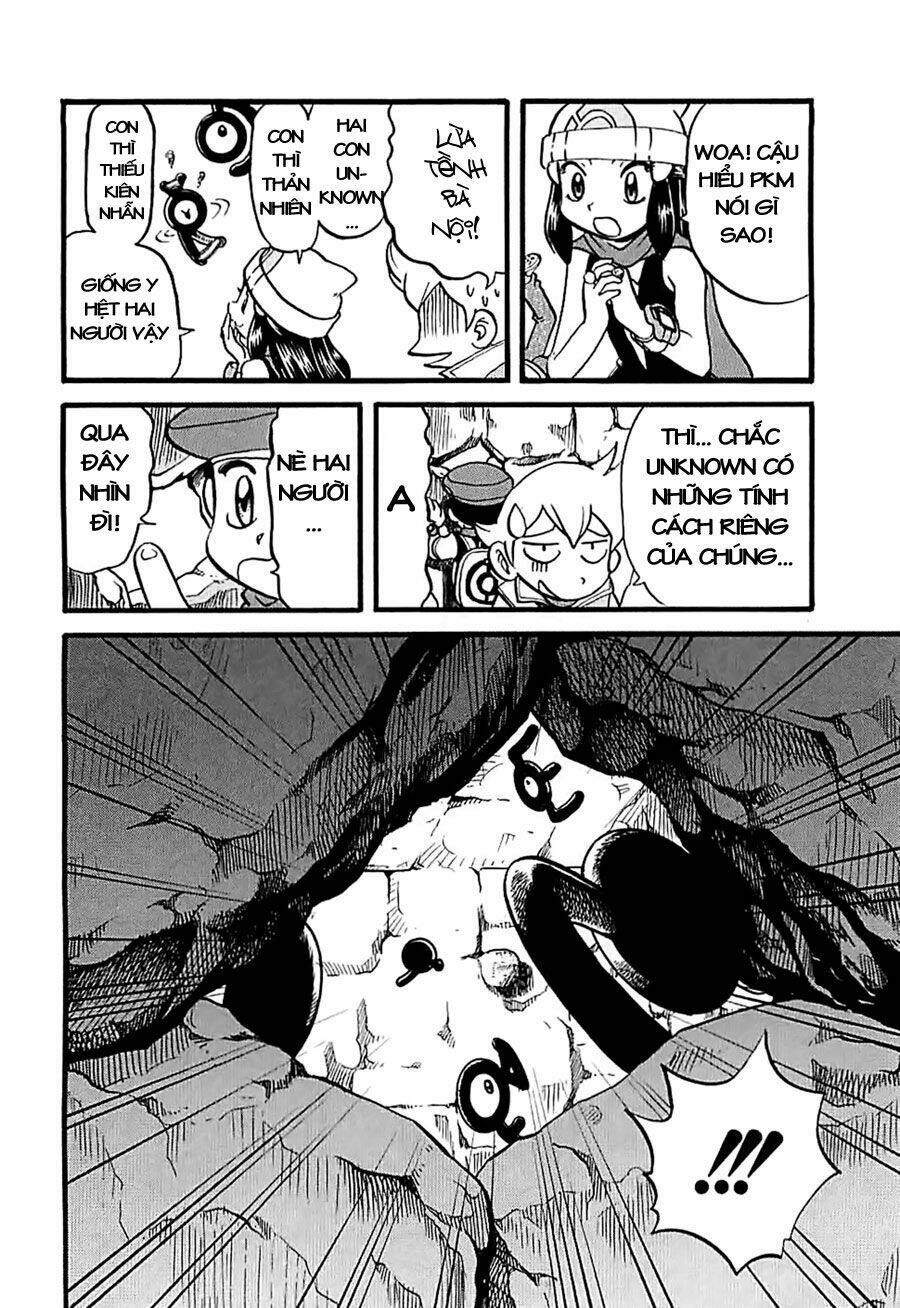 WOA! CẬU
HIỂU PKM
NÓI GÌ
SAO!
LỪA
TÌNH
BÀ
NỘI!
HAI
CON
UN-
KNOWN
...
CON
THÌ
THẢN
NHIÊN
CON
THÌ
THIẾU
KIÊN
NHẪN
GIỐNG Y
HỆT HAI
NGƯỜI VẬY
THÌ... CHẮC
UNKNOWN CÓ
NHỮNG TÍNH
CÁCH RIÊNG
CỦA CHÚNG...
A
NÈ HAI
NGƯỜI
...
QUA
ĐÂY
NHÌN
ĐÌ!
!!!